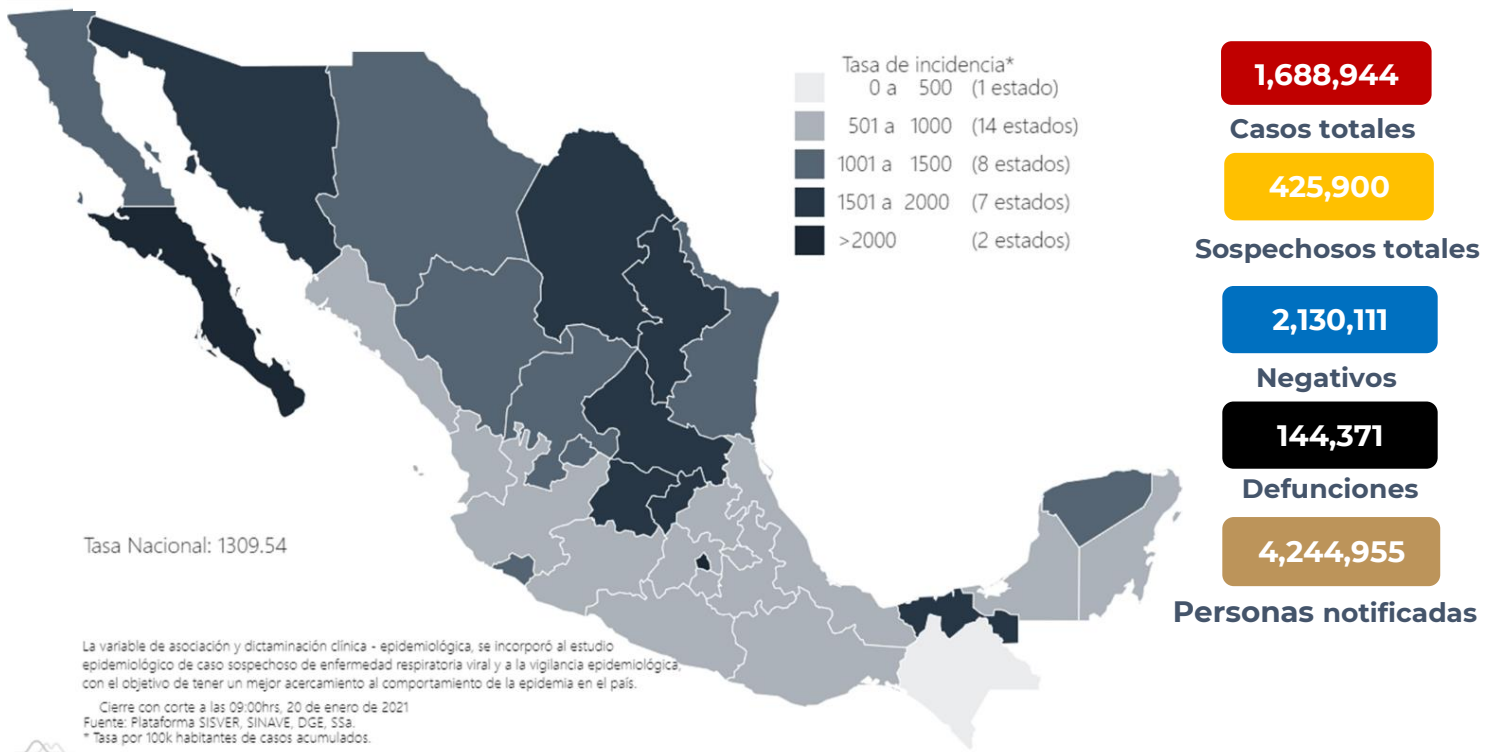 Tasa de incidencia*
0 a 500 (1 estado)
501 a 1000 (14 estados)
1001 a 1500 (8 estados)
1501 a 2000 (7 estados)
>2000 (2 estados)
1,688,944
Casos totales
425,900
Sospechosos totales
2,130,111
Negativos
144,371
Defunciones
4,244,955
Personas notificadas
Tasa Nacional: 1309.54
La variable de asociación y dictaminación clínica - epidemiológica, se incorporó al estudio
epidemiológico de caso sospechoso de enfermedad respiratoria viral y a la vigilancia epidemiológica,
con el objetivo de tener un mejor acercamiento al comportamiento de la epidemia en el país.
Cierre con corte a las 09:00hrs, 20 de enero de 2021
Fuente: Plataforma SISVER, SINAVE, DGE, SSa.
* Tasa por 100k habitantes de casos acumulados.